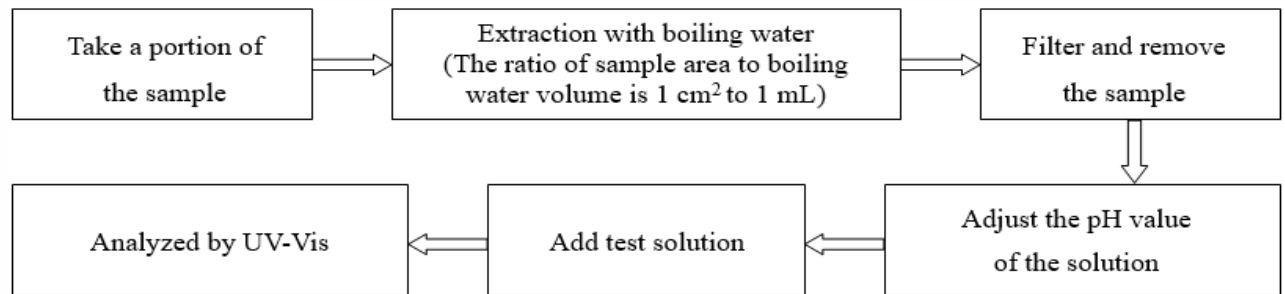 Take a portion of
the sample
Extraction with boiling water
(The ratio of sample area to boiling
water volume is 1 cm² to 1 mL)
Filter and remove
the sample
Adjust the pH value
of the solution
Add test solution
Analyzed by UV-Vis